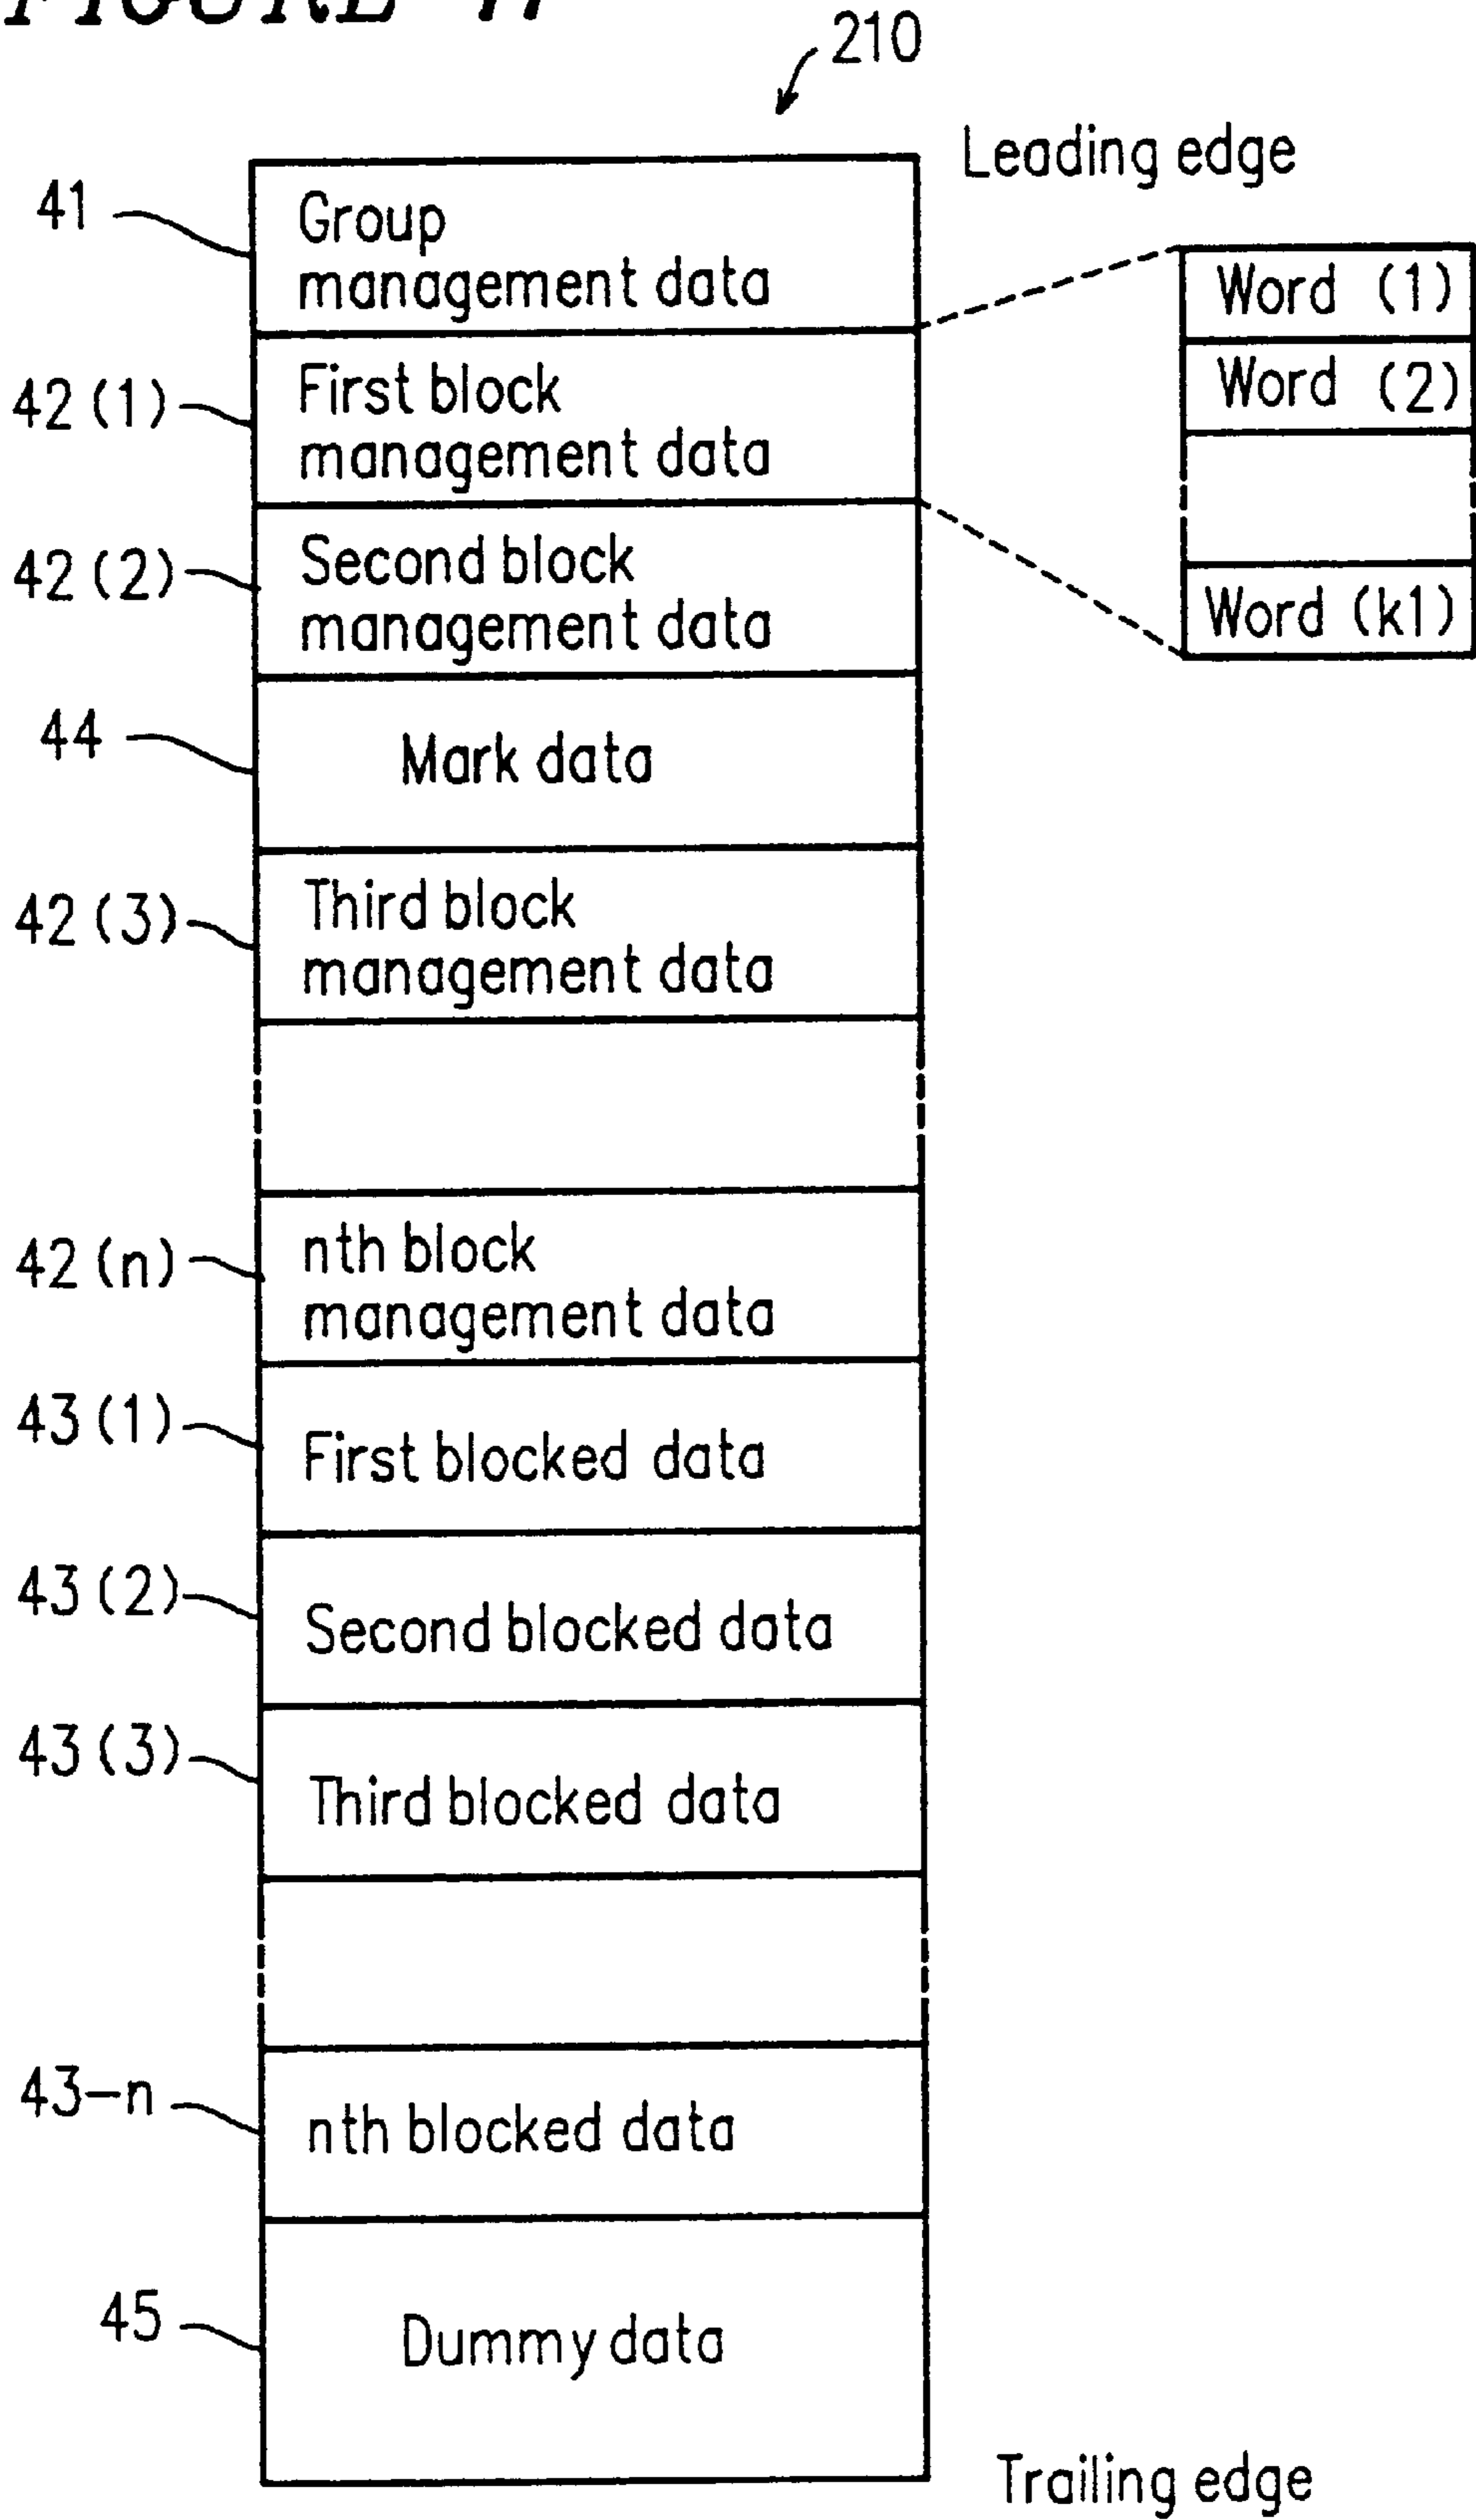 FIGURE
210
Leading edge
41
Group
management data
Word (1)
42(1)
First block
management data
Word (2)
42(2)
Second block
management data
Word (k1)
44
Mark data
42(3)
Third block
management data
42(n)
nth block
management data
43(1)
First blocked data
43(2)
Second blocked data
43(3)
Third blocked data
43-n
nth blocked data
45
Dummy data
Trailing edge